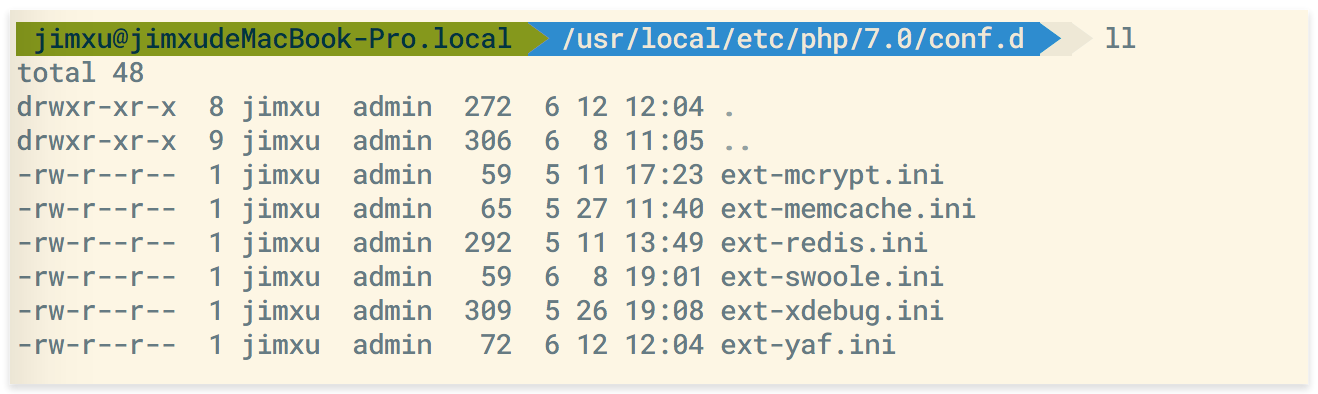 jimxu@jimxudeMacBook-Pro.local /usr/local/etc/php/7.0/conf.d ll
total 48
drwxr-xr-x  8 jimxu  admin  272  6 12 12:04 .
drwxr-xr-x  9 jimxu  admin  306  6  8 11:05 ..
-rw-r--r--  1 jimxu  admin   59  5 11 17:23 ext-mcrypt.ini
-rw-r--r--  1 jimxu  admin   65  5 27 11:40 ext-memcache.ini
-rw-r--r--  1 jimxu  admin  292  5 11 13:49 ext-redis.ini
-rw-r--r--  1 jimxu  admin   59  6  8 19:01 ext-swoole.ini
-rw-r--r--  1 jimxu  admin  309  5 26 19:08 ext-xdebug.ini
-rw-r--r--  1 jimxu  admin   72  6 12 12:04 ext-yaf.ini